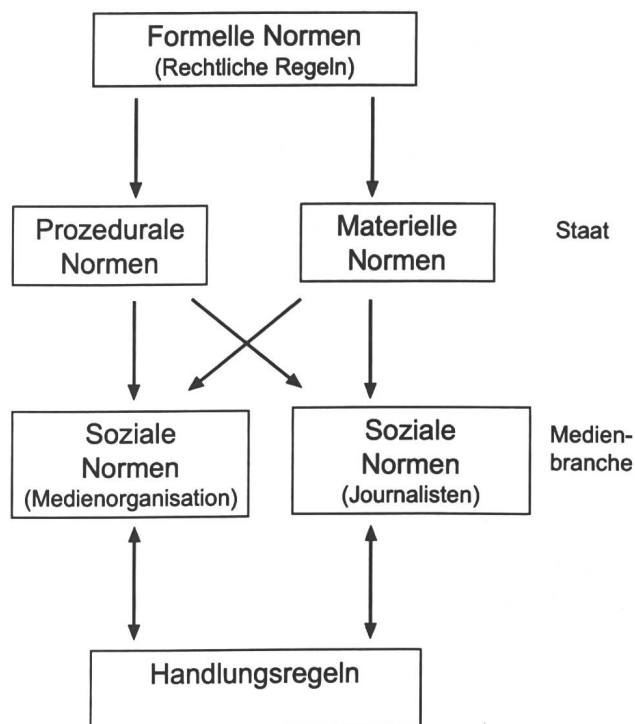 Formelle Normen
(Rechtliche Regeln)
Prozedurale
Normen
Materielle
Normen
Staat
Soziale
Normen
(Medienorganisation)
Soziale
Normen
(Journalisten)
Medien-
branche
Handlungsregeln